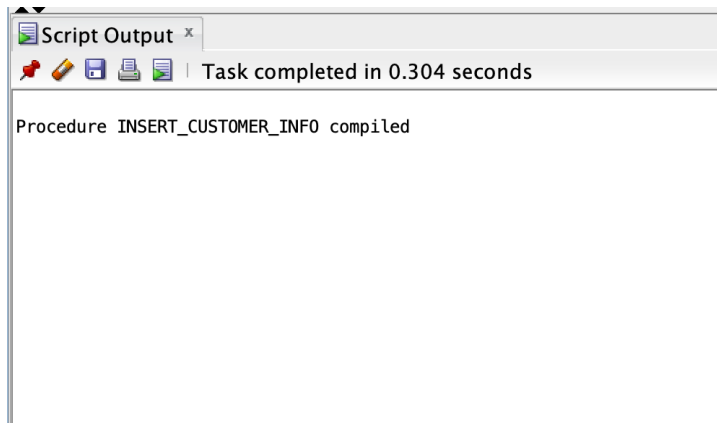 Script Output x
Task completed in 0.304 seconds
Procedure INSERT_CUSTOMER_INFO compiled